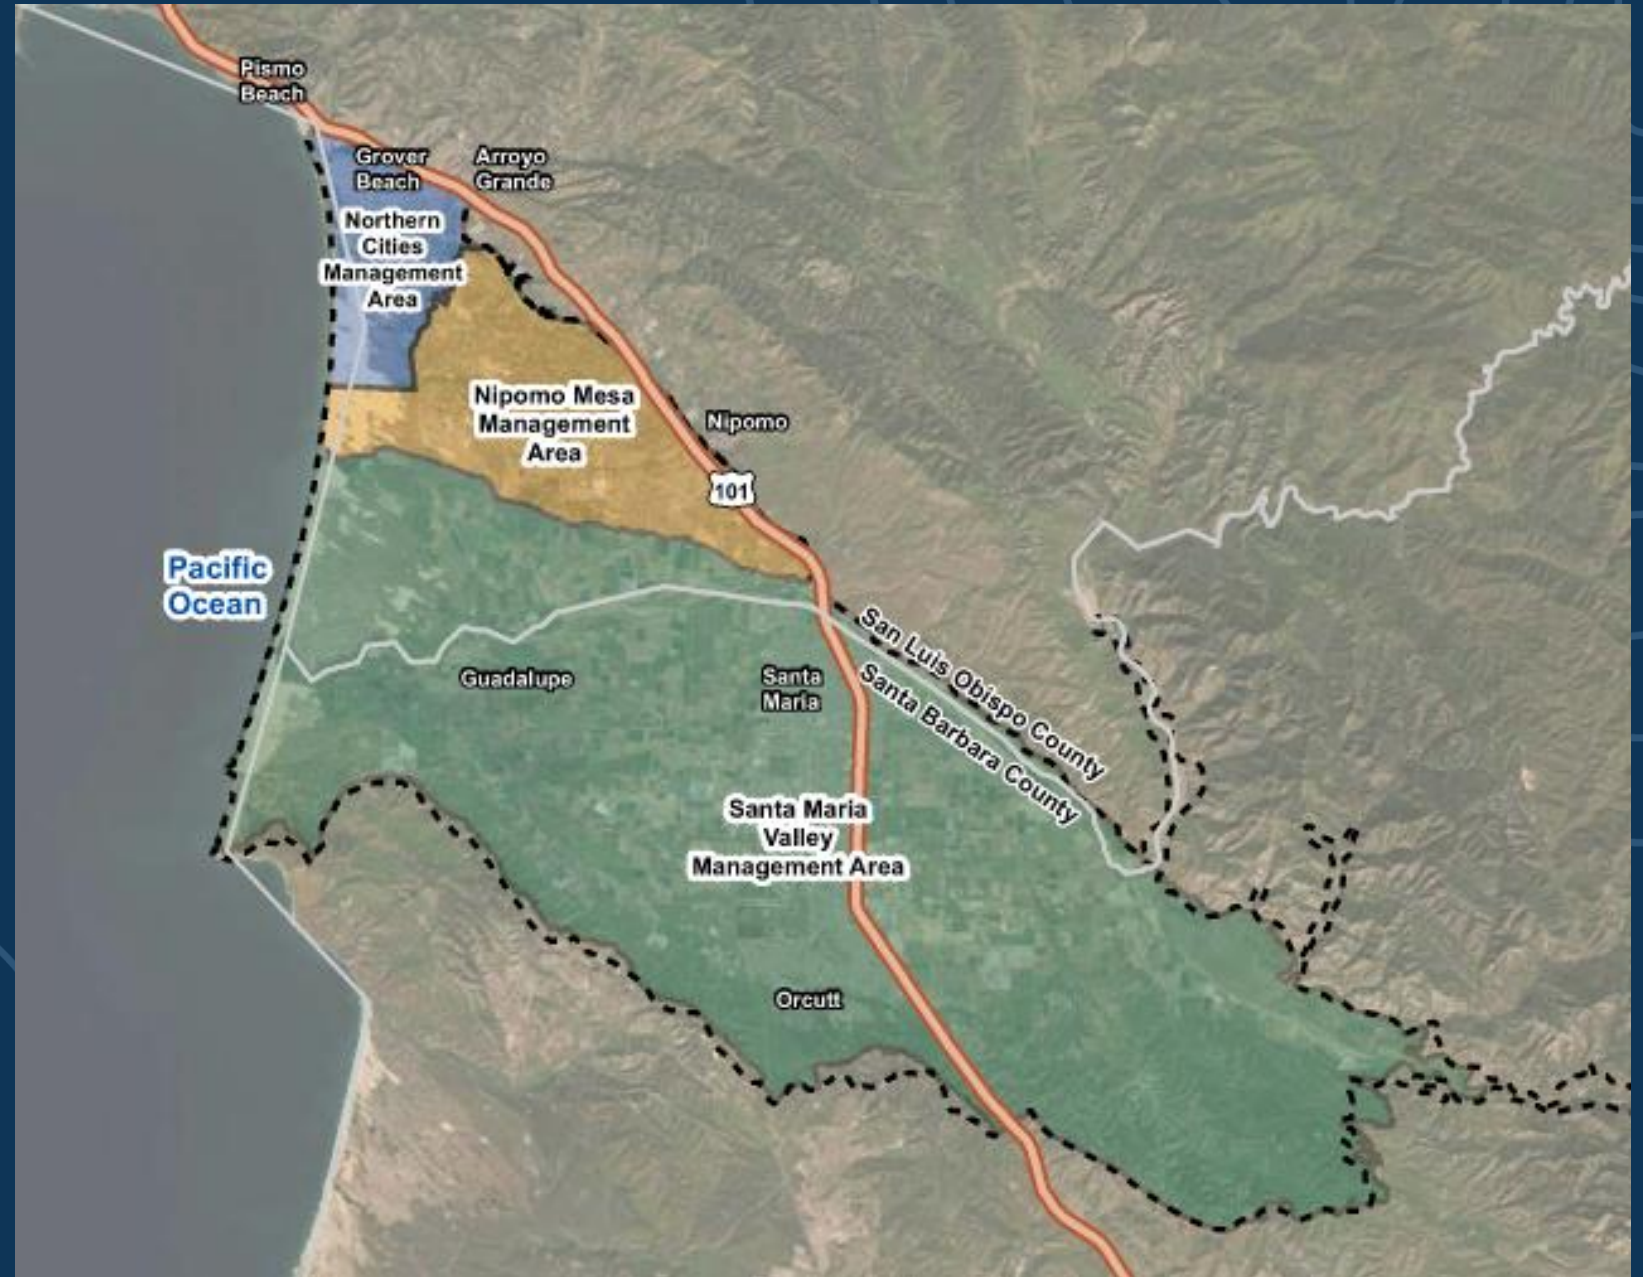 Pismo
Beach
Grover
Beach
Arroyo
Grande
Northern
Cities
Management
Area
Nipomo Mesa
Management
Area
Nipomo
101
Pacific
Ocean
San Luis Obispo County
Santa Barbara County
Guadalupe
Santa
Maria
Santa Maria
Valley
Management Area
Orcutt